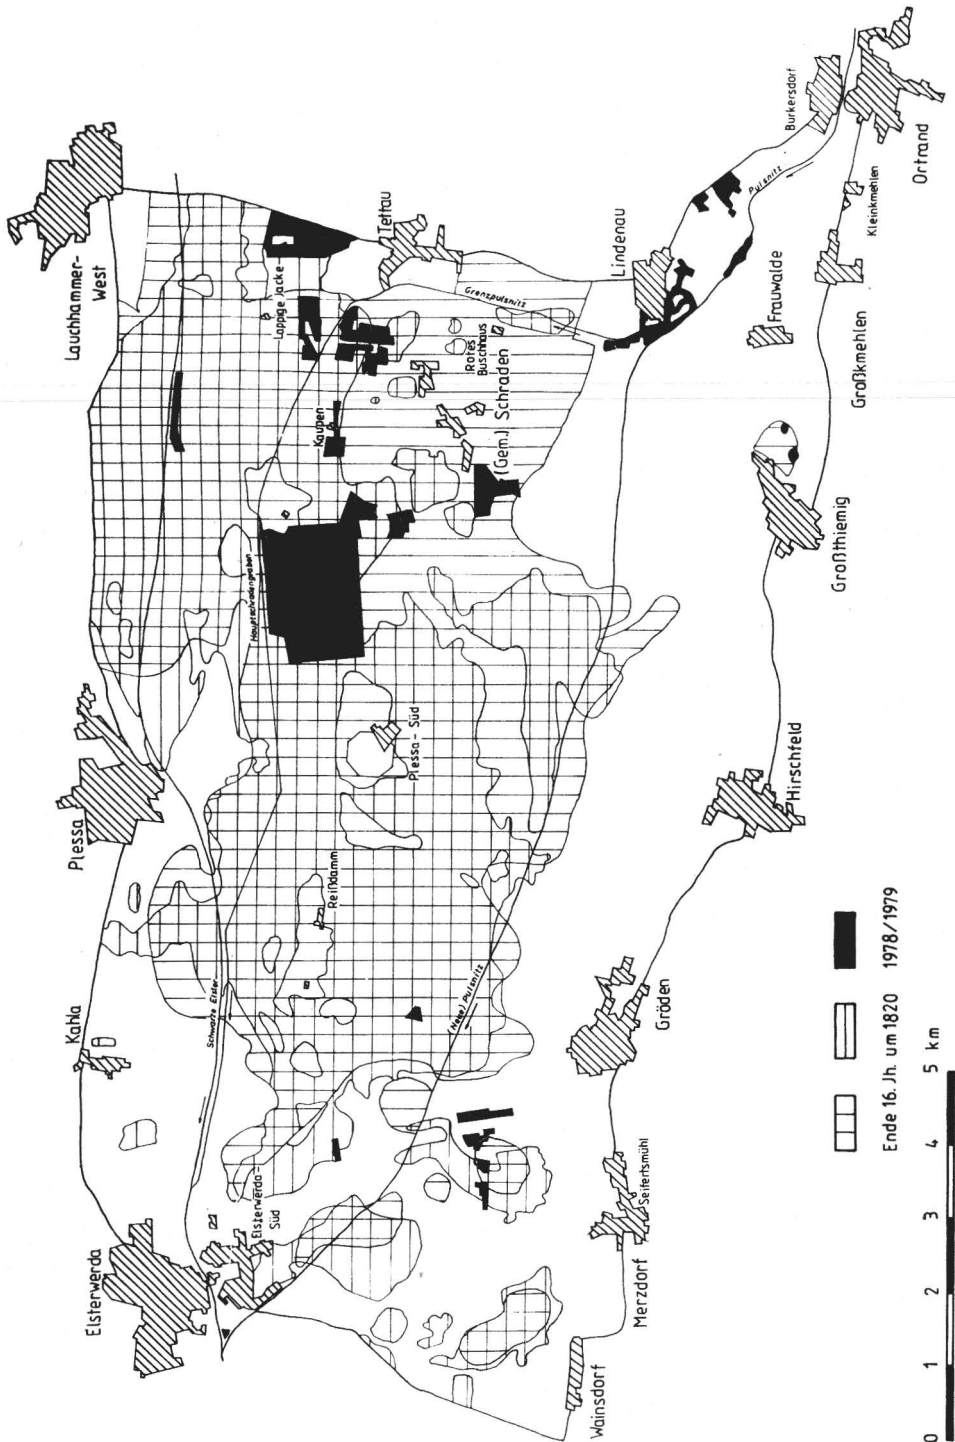 Elsterwerda
Kahla
Plessa
Lauchhammer-
West
Schwarze Elster
Hauptschradengraben
Elsterwerda-
Süd
Reißdamm
Plessa-Süd
Kaupen
Lappige Jacke
Tettau
Grenzpulsnitz
Rotes
Buschhaus
(Gem.) Schraden
Lindenau
Burkersdorf
Pulsnitz
(Neue) Pulsnitz
Wainsdorf
Merzdorf
Seifertsmühl
Gröden
Hirschfeld
Großthiemig
Frauwalde
Großkmehlen
Kleinkmehlen
Ortrand
Ende 16. Jh. um 1820 1978/1979
0 1 2 3 4 5 km